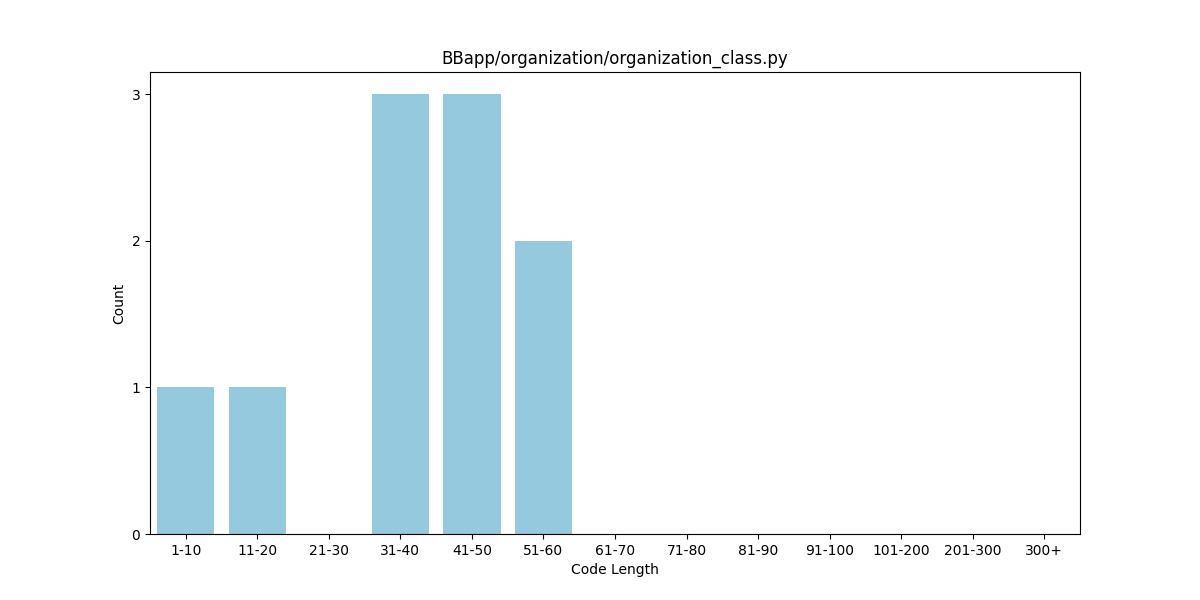 BBapp/organization/organization_class.py
3
2
1
0
Count
1-10 11-20 21-30 31-40 41-50 51-60 61-70 71-80 81-90 91-100 101-200 201-300 300+
Code Length